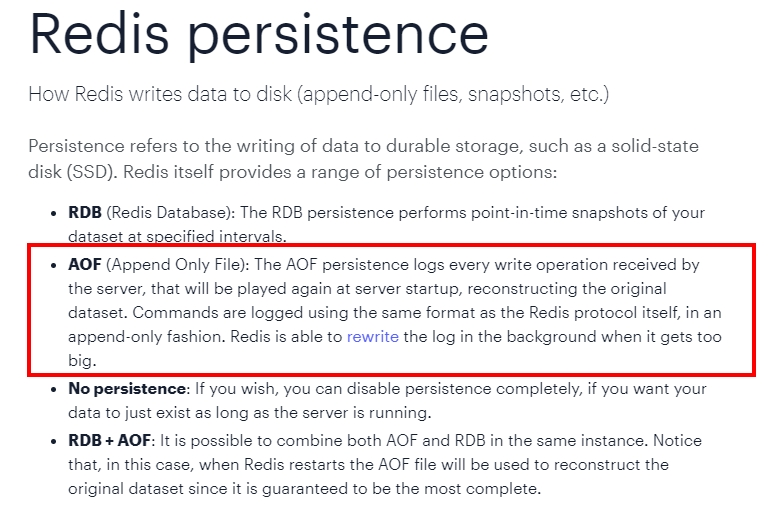 Redis persistence
How Redis writes data to disk (append-only files, snapshots, etc.)
Persistence refers to the writing of data to durable storage, such as a solid-state
disk (SSD). Redis itself provides a range of persistence options:
• RDB (Redis Database): The RDB persistence performs point-in-time snapshots of your
dataset at specified intervals.
• AOF (Append Only File): The AOF persistence logs every write operation received by
the server, that will be played again at server startup, reconstructing the original
dataset. Commands are logged using the same format as the Redis protocol itself, in an
append-only fashion. Redis is able to rewrite the log in the background when it gets too
big.
• No persistence: If you wish, you can disable persistence completely, if you want your
data to just exist as long as the server is running.
• RDB + AOF: It is possible to combine both AOF and RDB in the same instance. Notice
that, in this case, when Redis restarts the AOF file will be used to reconstruct the
original dataset since it is guaranteed to be the most complete.